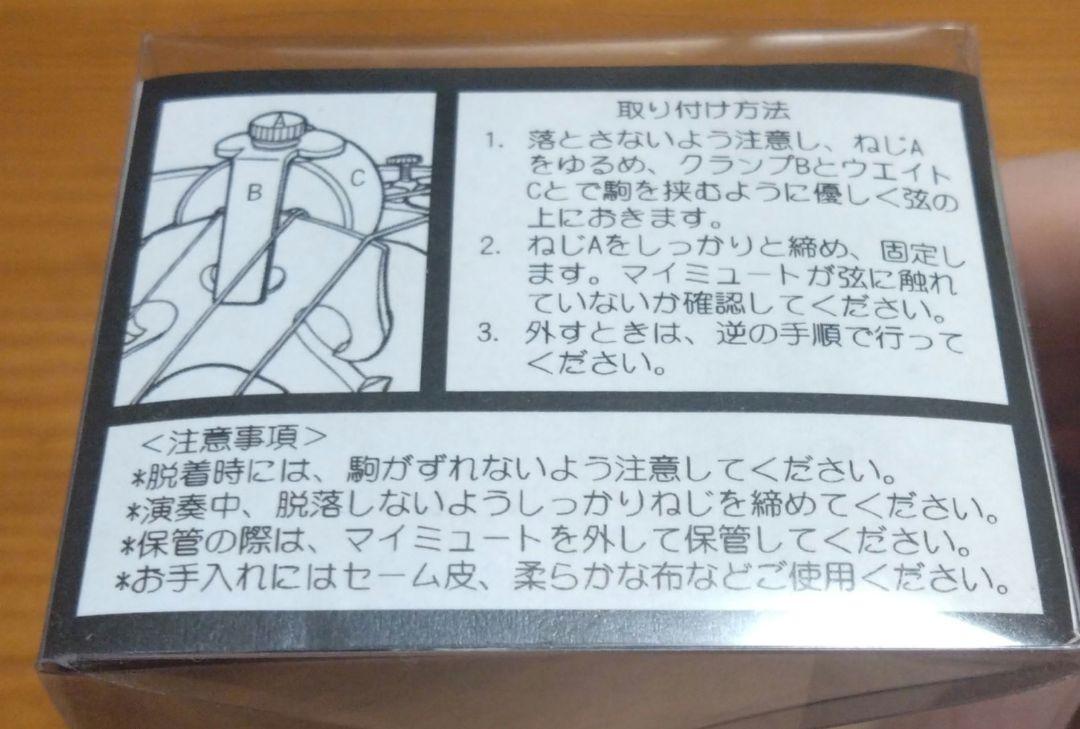 A
B
C
取り付け方法
1. 落とさないよう注意し、ねじA
をゆるめ、クランプBとウエイト
Cとで駒を挟むように優しく弦の
上におきます。
2. ねじAをしっかりと締め、固定し
ます。マイミュートが弦に触れ
ていないか確認してください。
3. 外すときは、逆の手順で行って
ください。
＜注意事項＞
*脱着時には、駒がずれないよう注意してください。
*演奏中、脱落しないようしっかりねじを締めてください。
*保管の際は、マイミュートを外して保管してください。
*お手入れにはセーム皮、柔らかな布などご使用ください。